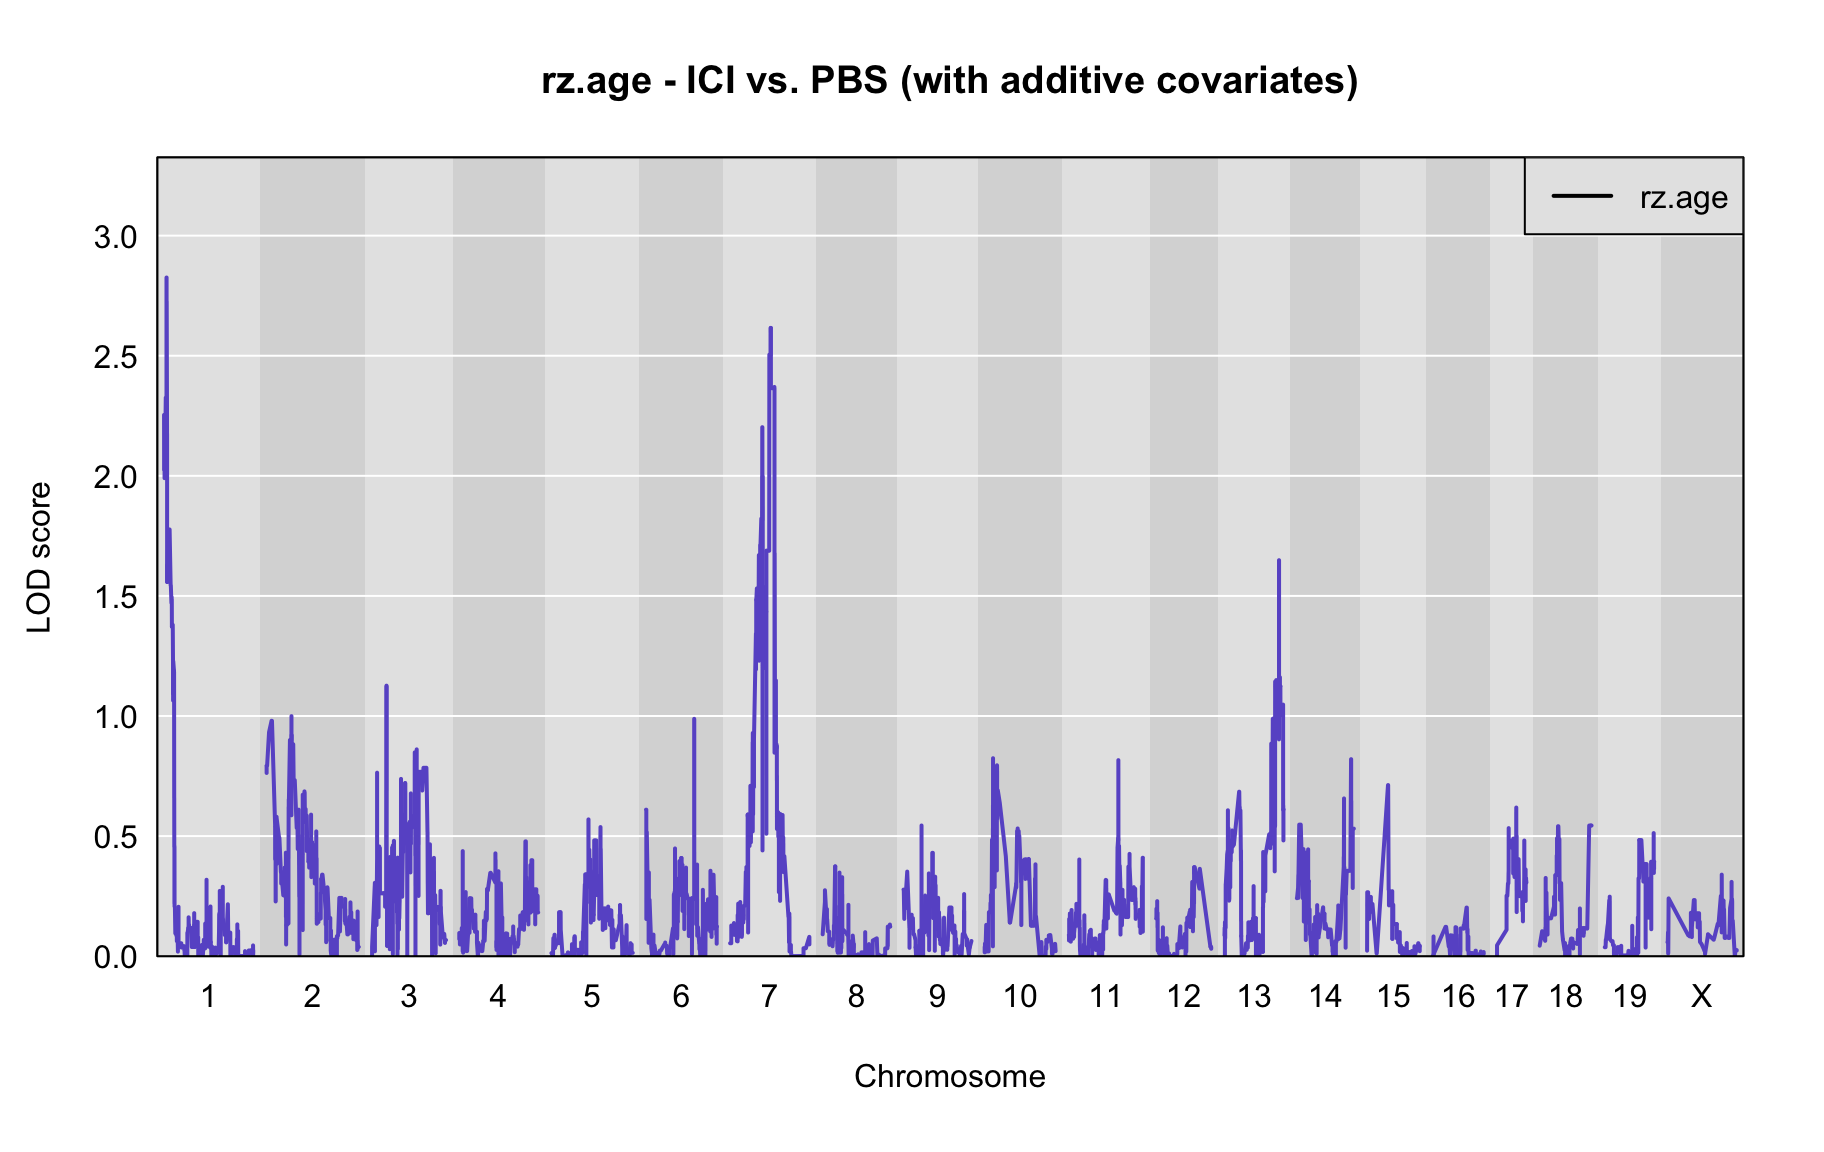 rz.age - ICI vs. PBS (with additive covariates)
rz.age
3.0
2.5
2.0
1.5
1.0
0.5
0.0
LOD score
1 2 3 4 5 6 7 8 9 10 11 12 13 14 15 16 17 18 19 X
Chromosome